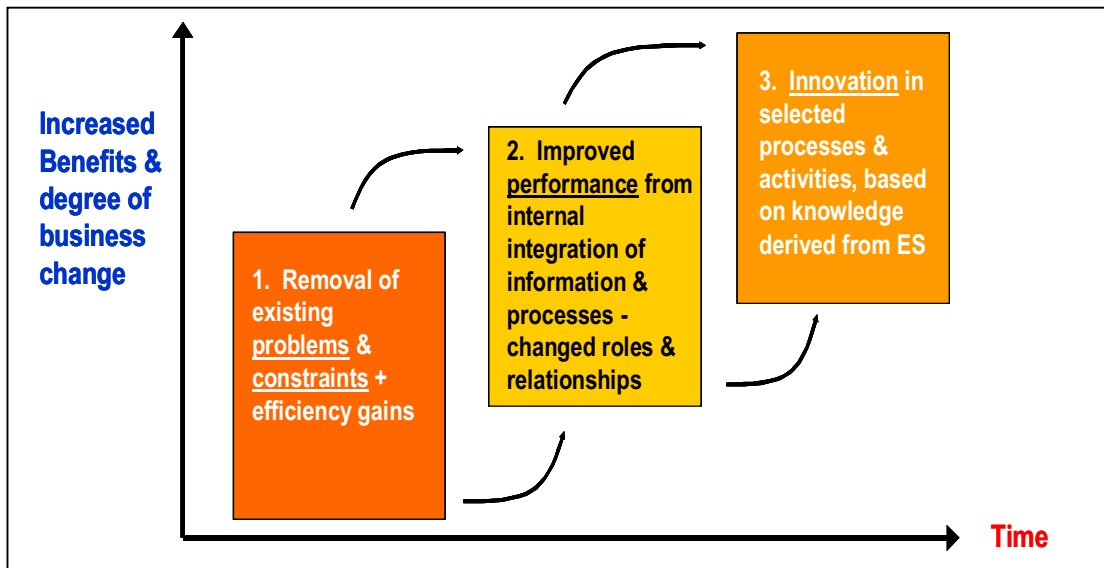 Increased
Benefits &
degree of
business
change
1. Removal of
existing
problems &
constraints +
efficiency gains
2. Improved
performance from
internal
integration of
information &
processes -
changed roles &
relationships
3. Innovation in
selected
processes &
activities, based
on knowledge
derived from ES
Time